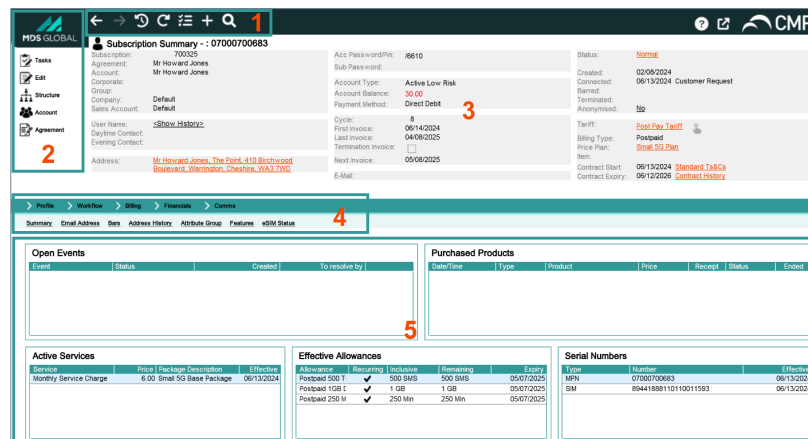 1
CMP
MDS GLOBAL
Subscription Summary - : 07000700683
Tasks
Edit
Structure
Account
Agreement
2
Subscription: 700325
Agreement: Mr Howard Jones
Account: Mr Howard Jones
Corporate:
Group:
Company: Default
Sales Account: Default
User Name: <Show History>
Daytime Contact:
Evening Contact:
Address: Mr Howard Jones, The Point, 410 Birchwood
Boulevard, Warrington, Cheshire, WA3 7WD
Acc Password/Pin: /6610
Sub Password:
Account Type: Active Low Risk
Account Balance: 30.00
Payment Method: Direct Debit
3
Cycle: 8
First Invoice: 06/14/2024
Last Invoice: 04/08/2025
Termination Invoice:
Next Invoice: 05/08/2025
E-Mail:
Status: Normal
Created: 02/08/2024
Connected: 06/13/2024 Customer Request
Barred:
Terminated:
Anonymised: No
Tariff: Post Pay Tariff
Billing Type: Postpaid
Price Plan: Small 5G Plan
Item:
Contract Start: 06/13/2024 Standard Ts&Cs
Contract Expiry: 06/12/2026 Contract History
Profile Workflow Billing Financials Comms
4
Summary Email Address Bars Address History Attribute Group Features eSIM Status
Open Events
Event Status Created To resolve by
Purchased Products
Date/Time Type Product Price Receipt Status Ended
5
Active Services
Service Price Package Description Effective
Monthly Service Charge 6.00 Small 5G Base Package 06/13/2024
Effective Allowances
Allowance Recurring Inclusive Remaining Expiry
Postpaid 500 T 500 SMS 500 SMS 05/07/2025
Postpaid 1GB 1 GB 1 GB 05/07/2025
Postpaid 250 M 250 Min 250 Min 05/07/2025
Serial Numbers
Type Number Effective
MPN 07000700683 06/13/202
SIM 89441888110110011593 06/13/202